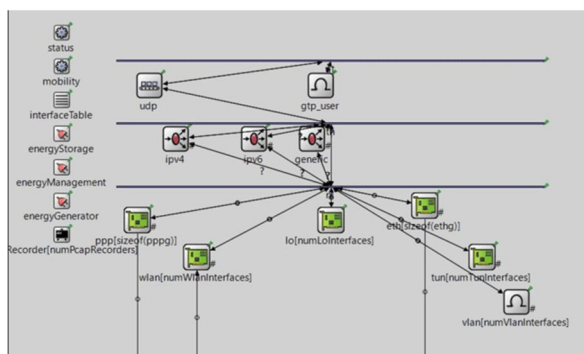 status
mobility
interfaceTable
energyStorage
energyManagement
energyGenerator
Recorder[numPcapRecorders]
udp
gtp_user
ipv4
ipv6
generic
?
?
?
ppp[sizeof(pppg)]
lo[numLoInterfaces]
eth[sizeof(ethg)]
wlan[numWlanInterfaces]
tun[numTunInterfaces]
vlan[numVlanInterfaces]